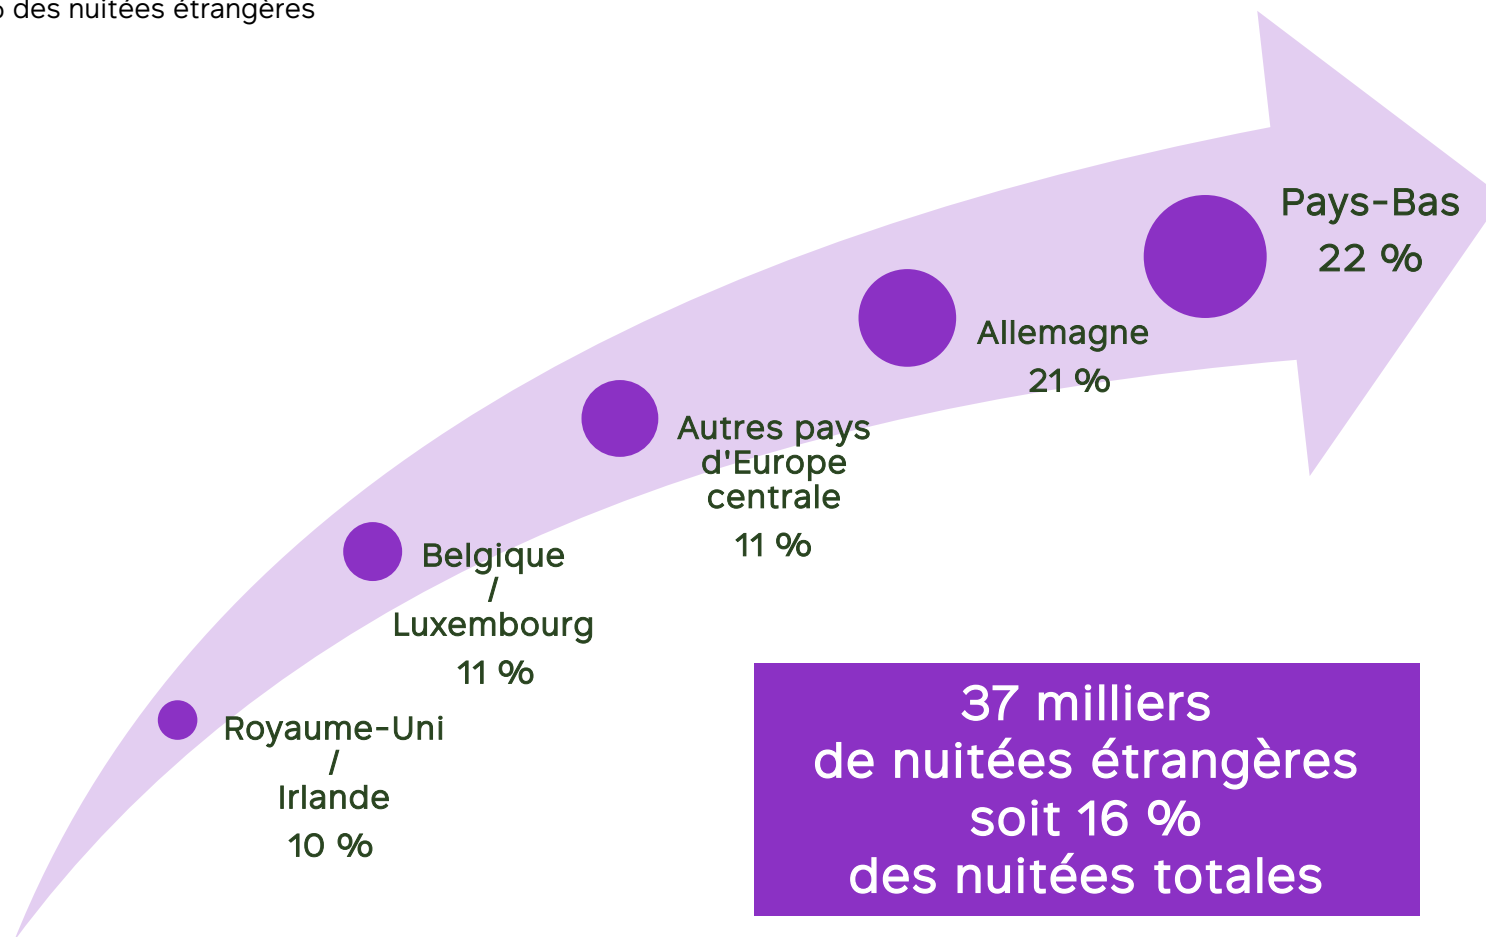 des nuitées étrangères
Pays-Bas
22 %
Allemagne
21 %
Autres pays
d'Europe
centrale
11 %
Belgique
/
Luxembourg
11 %
Royaume-Uni
/
Irlande
10 %
37 milliers
de nuitées étrangères
soit 16 %
des nuitées totales